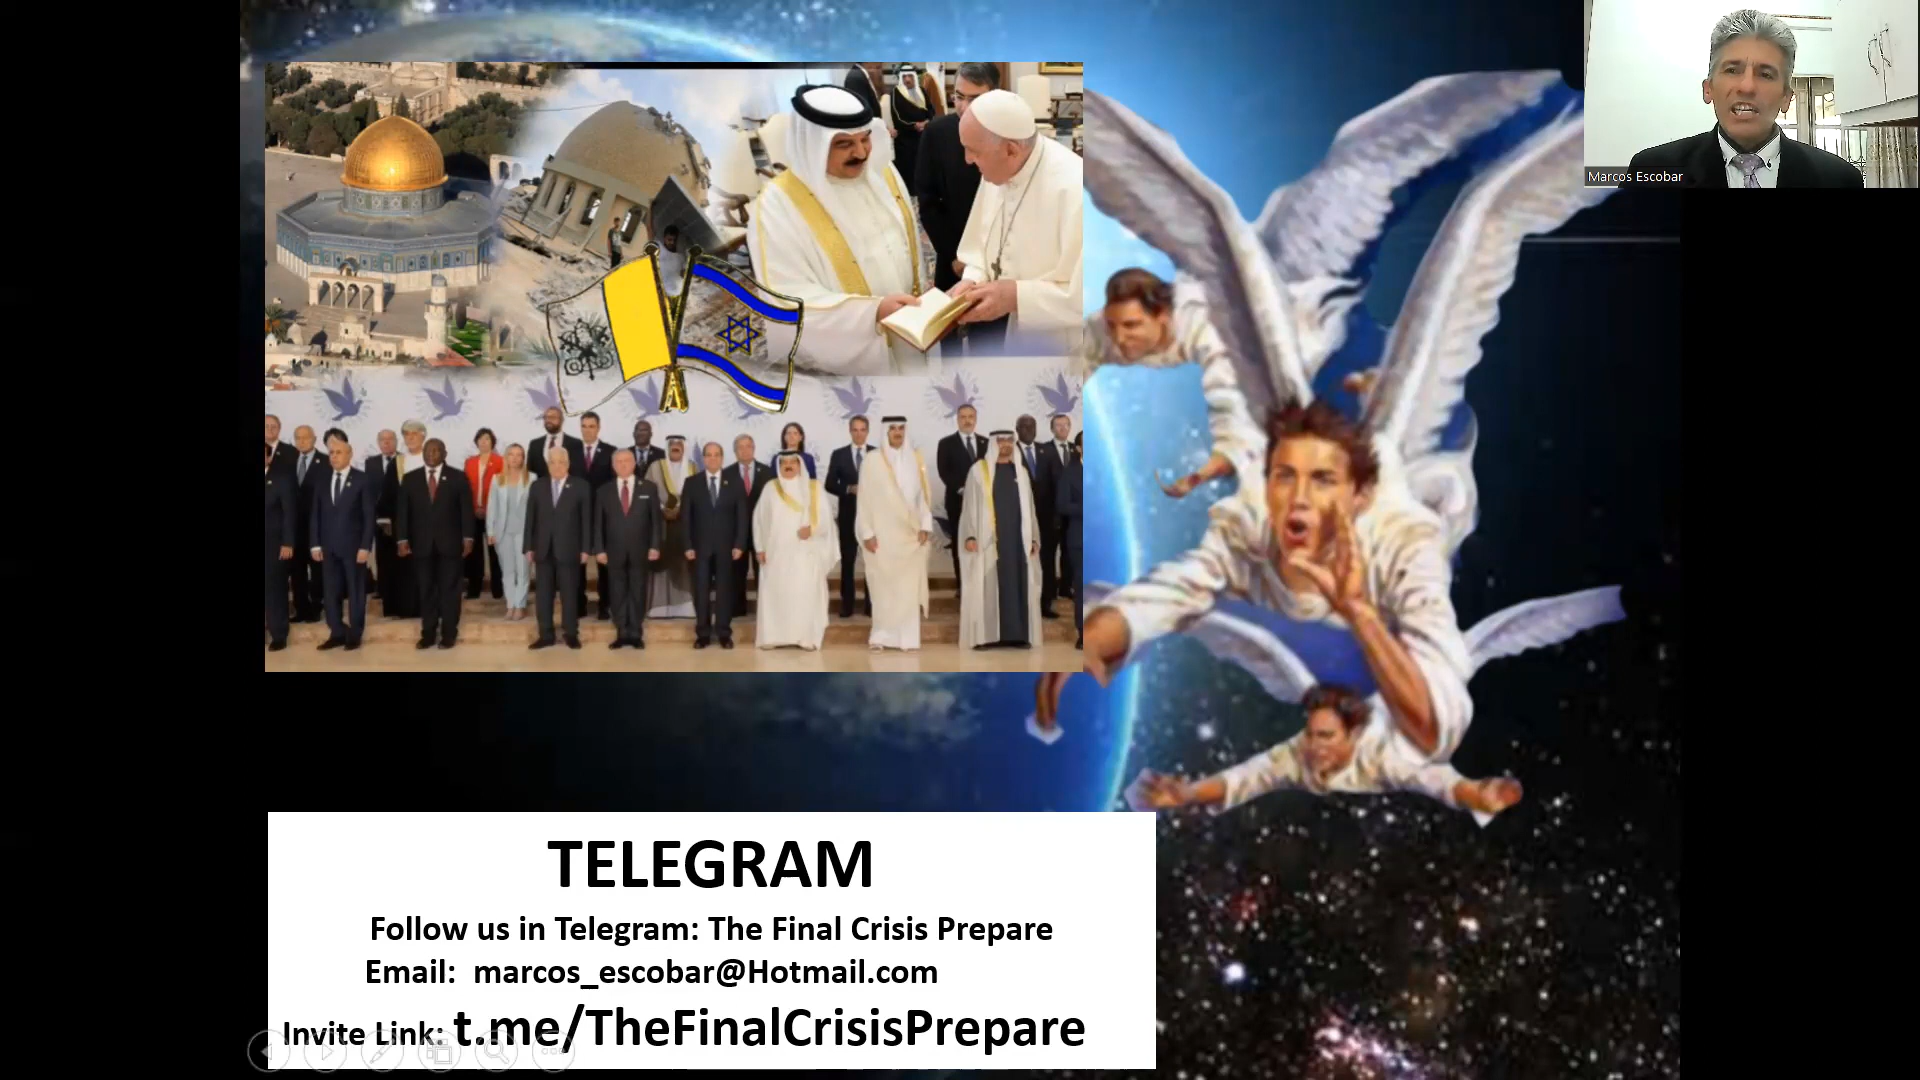 Marcos Escobar
TELEGRAM
Follow us in Telegram: The Final Crisis Prepare
Email: marcos_escobar@Hotmail.com
Invite Link: t.me/TheFinalCrisisPrepare